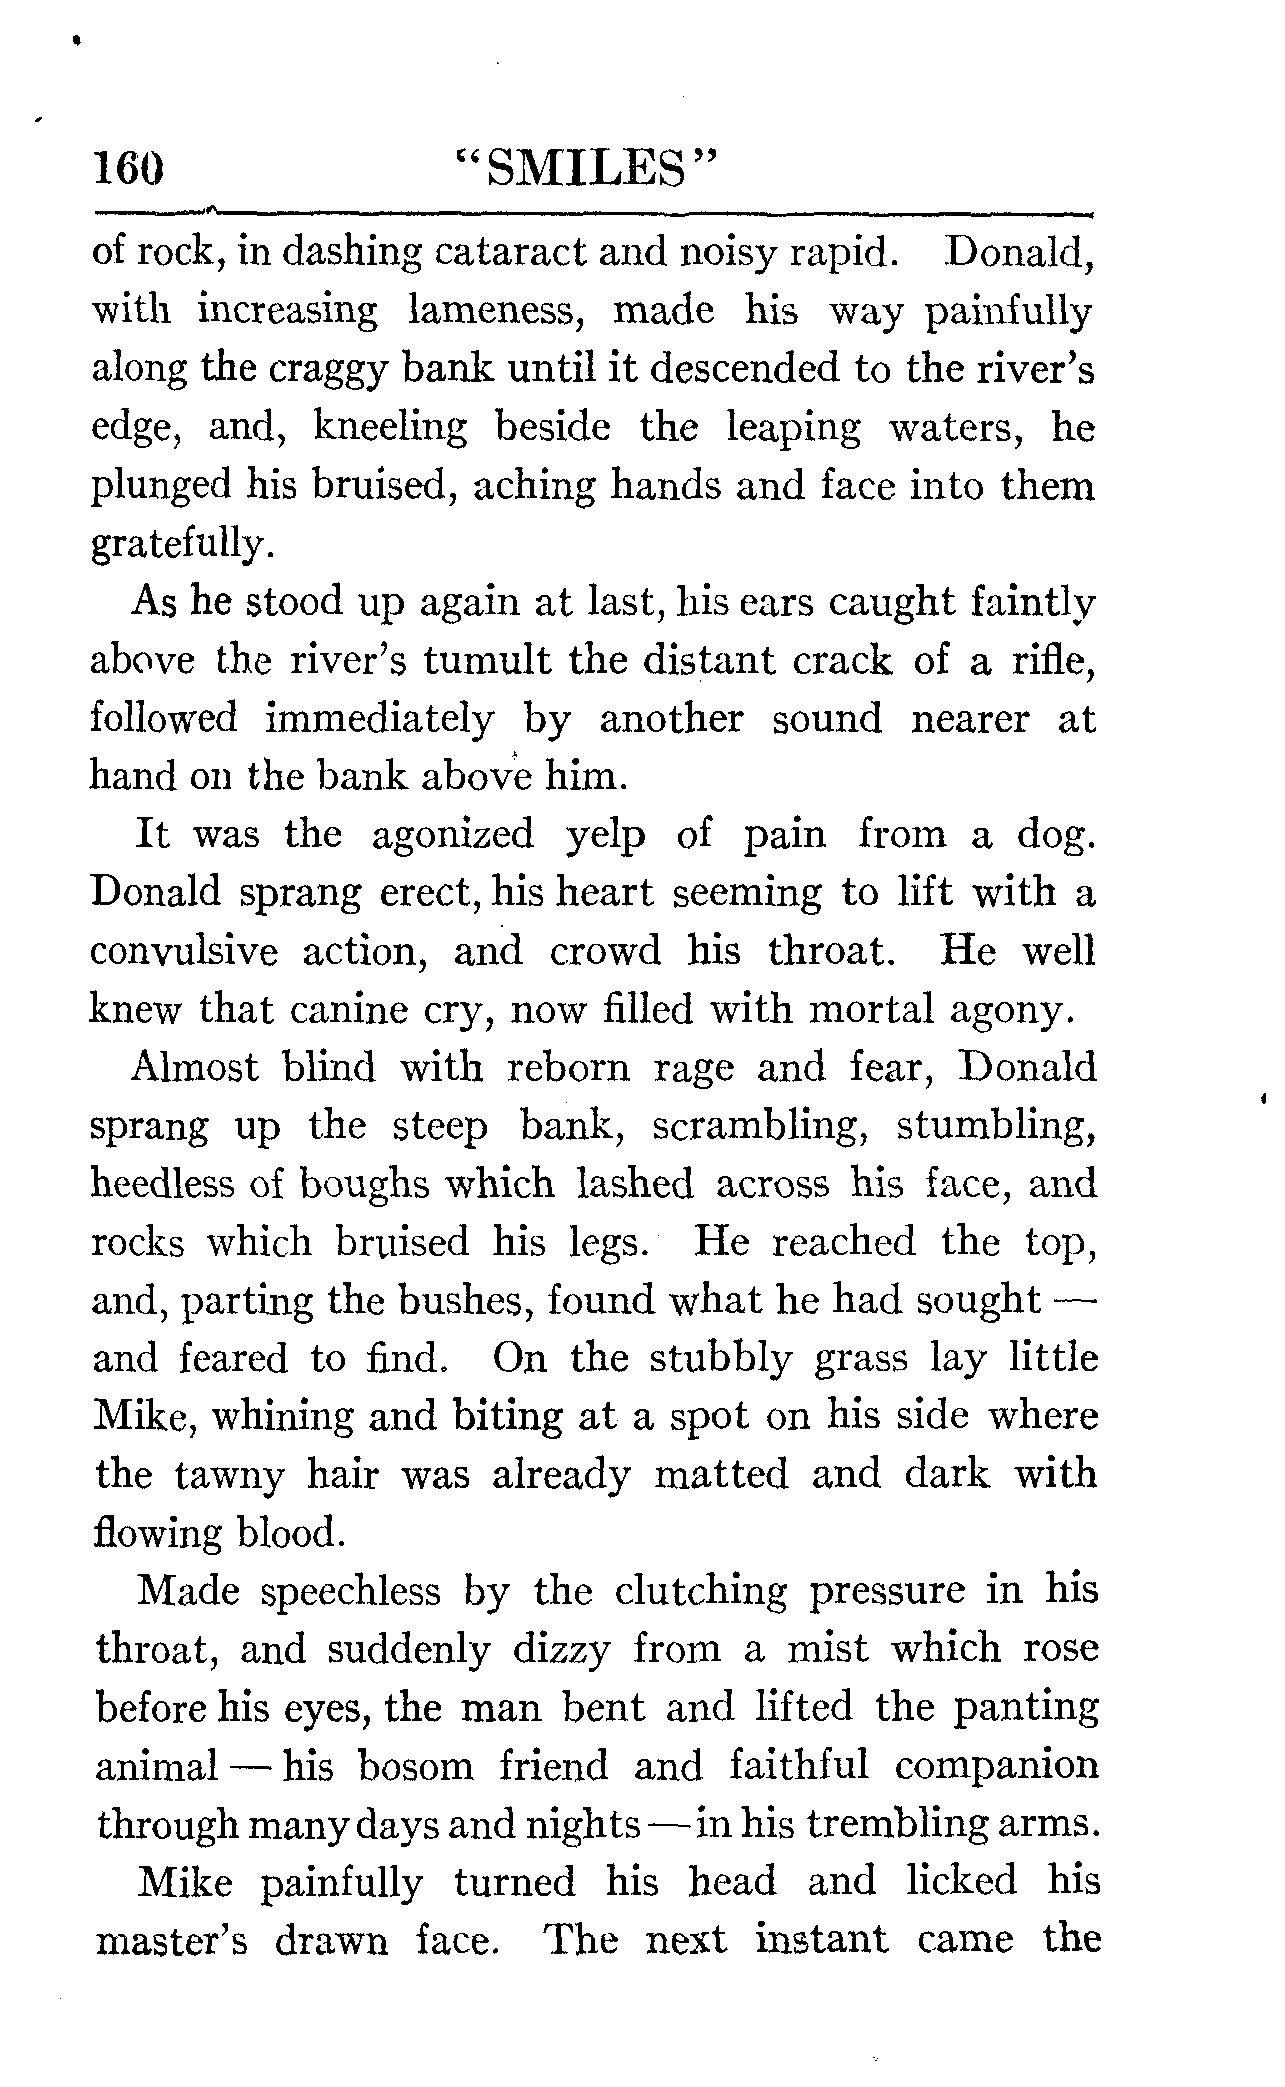 160 "SMILES"
of rock, in dashing cataract and noisy rapid. Donald,
with increasing lameness, made his way painfully
along the craggy bank until it descended to the river's
edge, and, kneeling beside the leaping waters, he
plunged his bruised, aching hands and face into them
gratefully.
As he stood up again at last, his ears caught faintly
above the river's tumult the distant crack of a rifle,
followed immediately by another sound nearer at
hand on the bank above him.
It was the agonized yelp of pain from a dog.
Donald sprang erect, his heart seeming to lift with a
convulsive action, and crowd his throat. He well
knew that canine cry, now filled with mortal agony.
Almost blind with reborn rage and fear, Donald
sprang up the steep bank, scrambling, stumbling,
heedless of boughs which lashed across his face, and
rocks which bruised his legs. He reached the top,
and, parting the bushes, found what he had sought —
and feared to find. On the stubbly grass lay little
Mike, whining and biting at a spot on his side where
the tawny hair was already matted and dark with
flowing blood.
Made speechless by the clutching pressure in his
throat, and suddenly dizzy from a mist which rose
before his eyes, the man bent and lifted the panting
animal — his bosom friend and faithful companion
through many days and nights — in his trembling arms.
Mike painfully turned his head and licked his
master's drawn face. The next instant came the